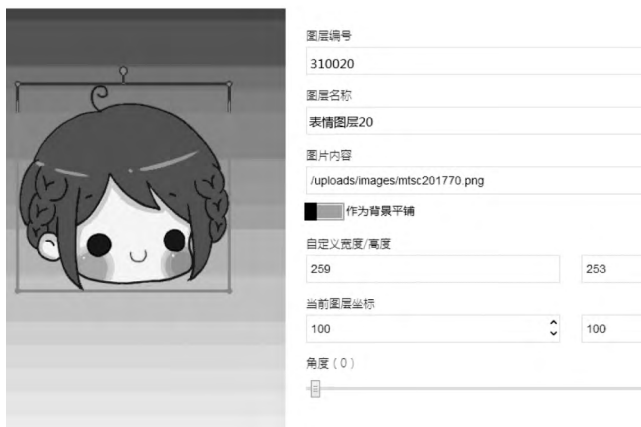 图层编号
310020
图层名称
表情图层20
图片内容
/uploads/images/mtsc201770.png
作为背景平铺
自定义宽度/高度
259 253
当前图层坐标
100 100
角度(0)